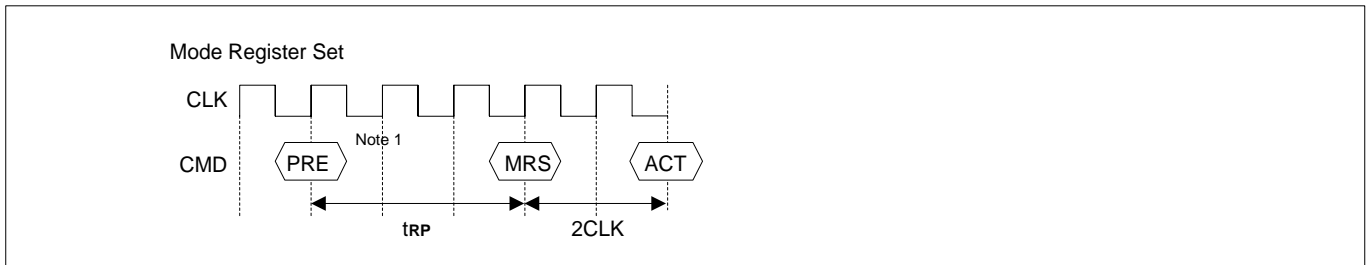 Mode Register Set
CLK
Note 1
CMD PRE MRS ACT
tRP 2CLK